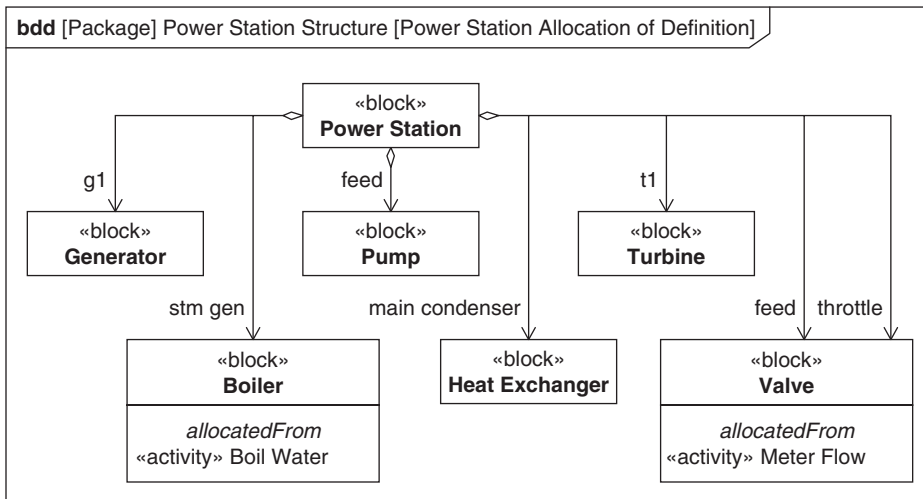 bdd [Package] Power Station Structure [Power Station Allocation of Definition]
«block»
Power Station
g1
feed
t1
«block»
Generator
«block»
Pump
«block»
Turbine
stm gen
main condenser
feed
throttle
«block»
Boiler
allocatedFrom
«activity» Boil Water
«block»
Heat Exchanger
«block»
Valve
allocatedFrom
«activity» Meter Flow